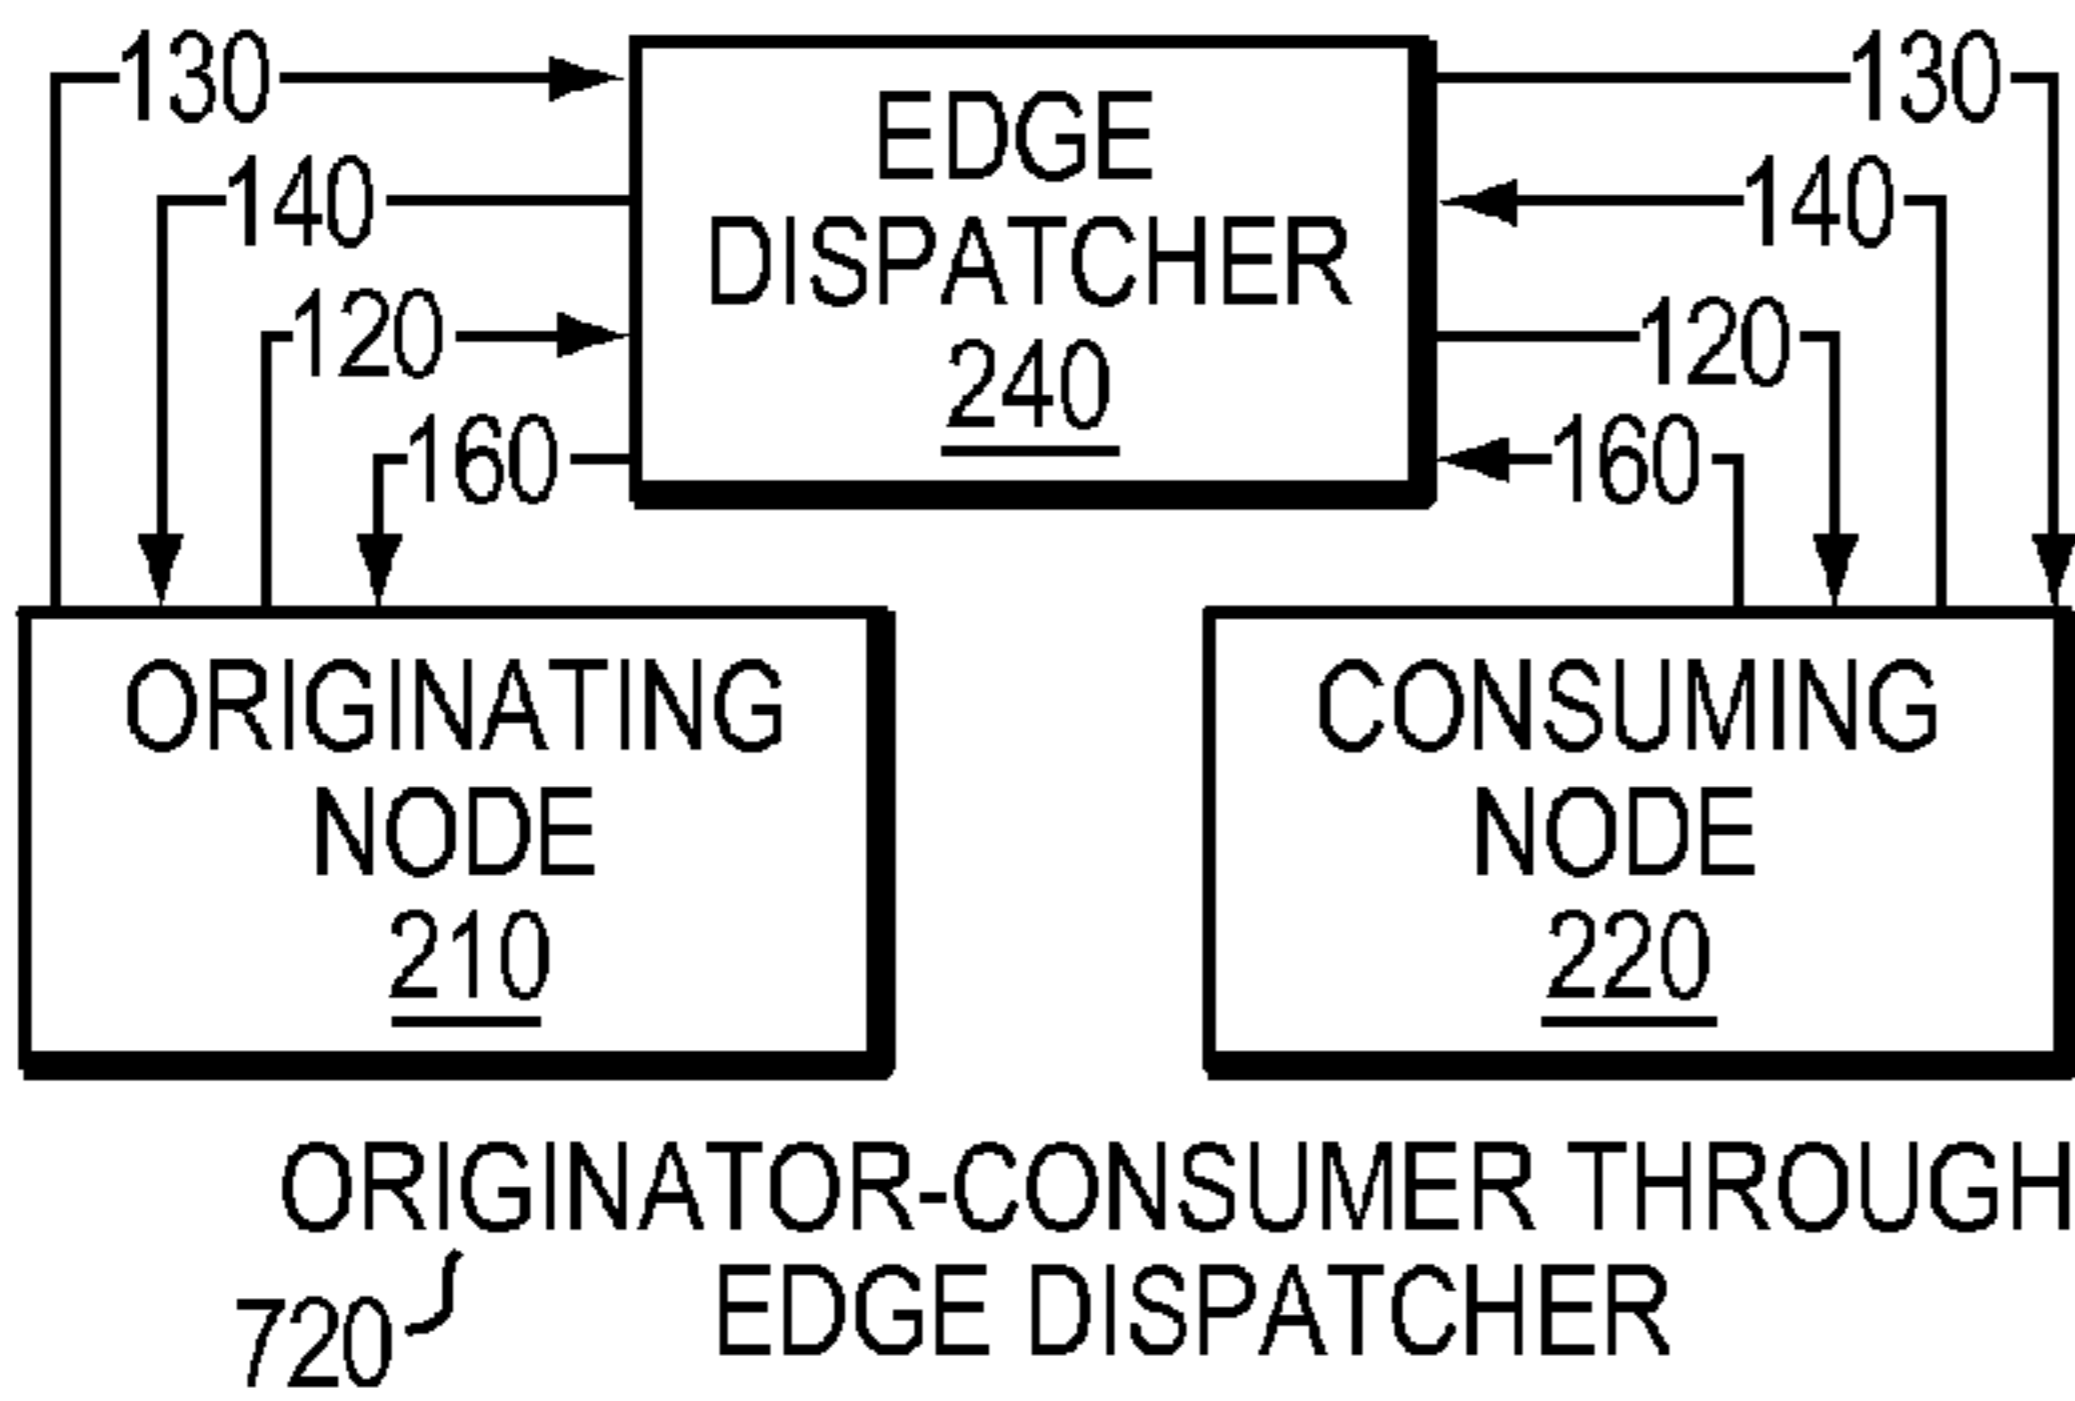 130
130
EDGE
140
140
DISPATCHER
120
120
240
160
160
ORIGINATING
NODE
210
CONSUMING
NODE
220
ORIGINATOR-CONSUMER THROUGH
EDGE DISPATCHER
720